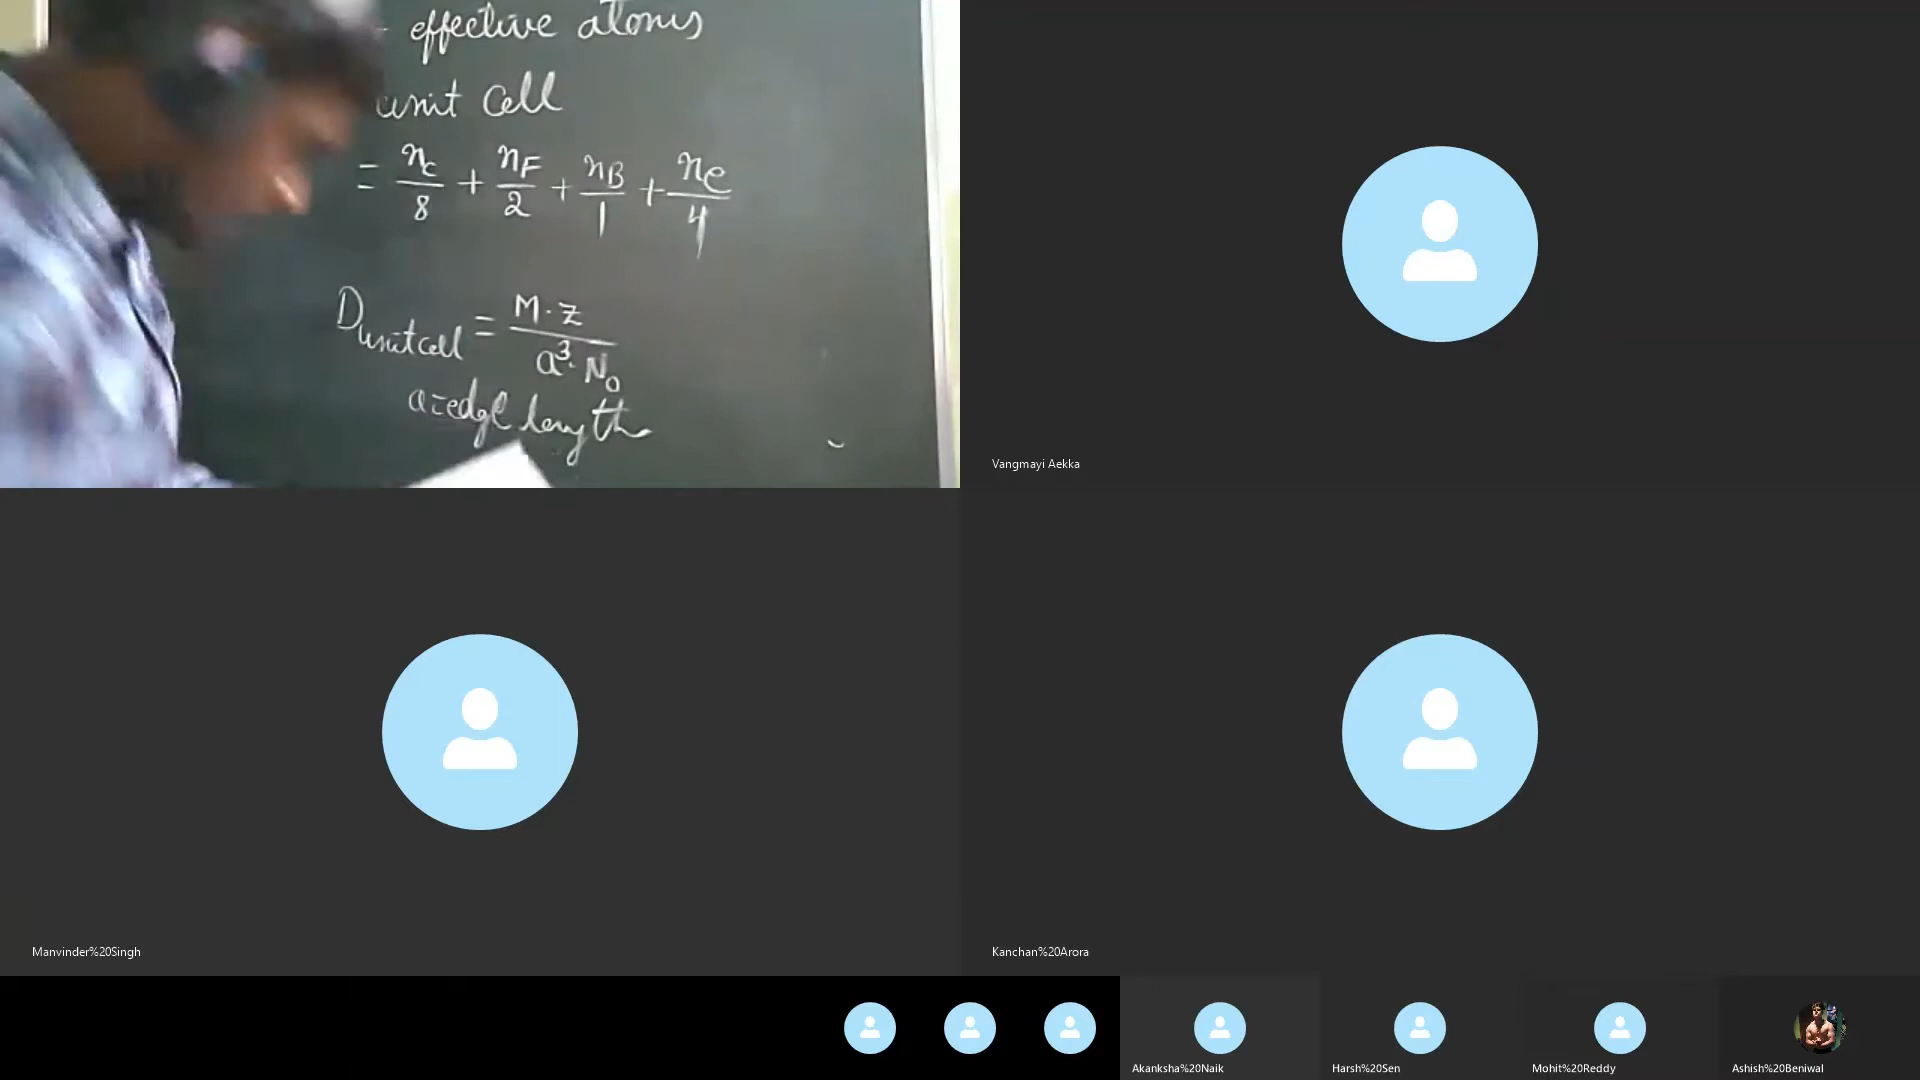 effective atoms
unit cell
= nc/8 + nF/2 + nB/1 + ne/4
Dunitcell = M·z/a³·N₀
a=edge length
Vangmayi Aekka
Manvinder%20Singh
Kanchan%20Arora
Akanksha%20Naik
Harsh%20Sen
Mohit%20Reddy
Ashish%20Beniwal